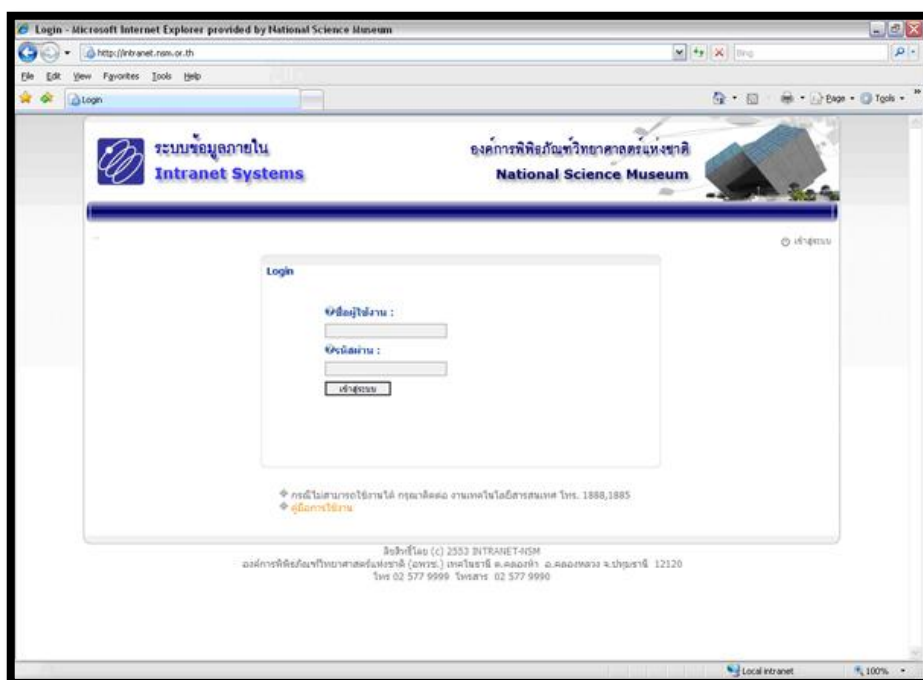 Login - Microsoft Internet Explorer provided by National Science Museum
http://intranet.nsm.or.th
Bing
File Edit View Favorites Tools Help
Login
Page Tools
ระบบข้อมูลภายใน
Intranet Systems
องค์การพิพิธภัณฑ์วิทยาศาสตร์แห่งชาติ
National Science Museum
เข้าสู่ระบบ
Login
ชื่อผู้ใช้งาน :
รหัสผ่าน :
เข้าสู่ระบบ
กรณีไม่สามารถใช้งานได้ กรุณาติดต่อ งานเทคโนโลยีสารสนเทศ โทร. 1888,1885
คู่มือการใช้งาน
ลิขสิทธิ์โดย (c) 2553 INTRANET-NSM
องค์การพิพิธภัณฑ์วิทยาศาสตร์แห่งชาติ (อพวช.) เทคโนธานี ต.คลองห้า อ.คลองหลวง จ.ปทุมธานี 12120
โทร 02 577 9999 โทรสาร 02 577 9990
Local intranet
100%